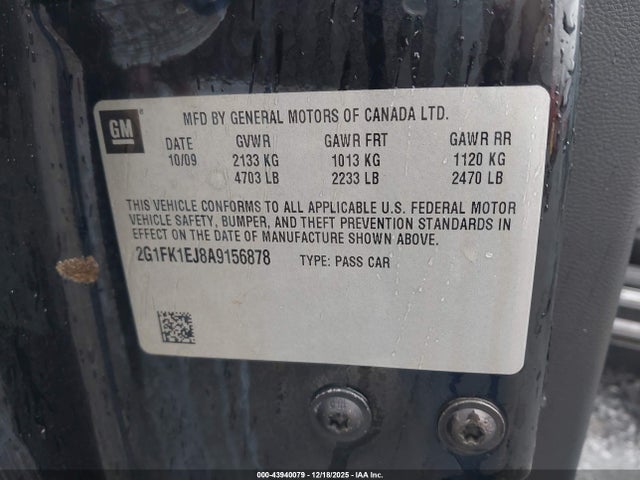 GM
MFD BY GENERAL MOTORS OF CANADA LTD.
DATE GVWR GAWR FRT GAWR RR
10/09 2133 KG 1013 KG 1120 KG
4703 LB 2233 LB 2470 LB
THIS VEHICLE CONFORMS TO ALL APPLICABLE U.S. FEDERAL MOTOR
VEHICLE SAFETY, BUMPER, AND THEFT PREVENTION STANDARDS IN
EFFECT ON THE DATE OF MANUFACTURE SHOWN ABOVE.
2G1FK1EJ8A9156878 TYPE: PASS CAR
000-43940079 - 12/18/2025 - IAA Inc.